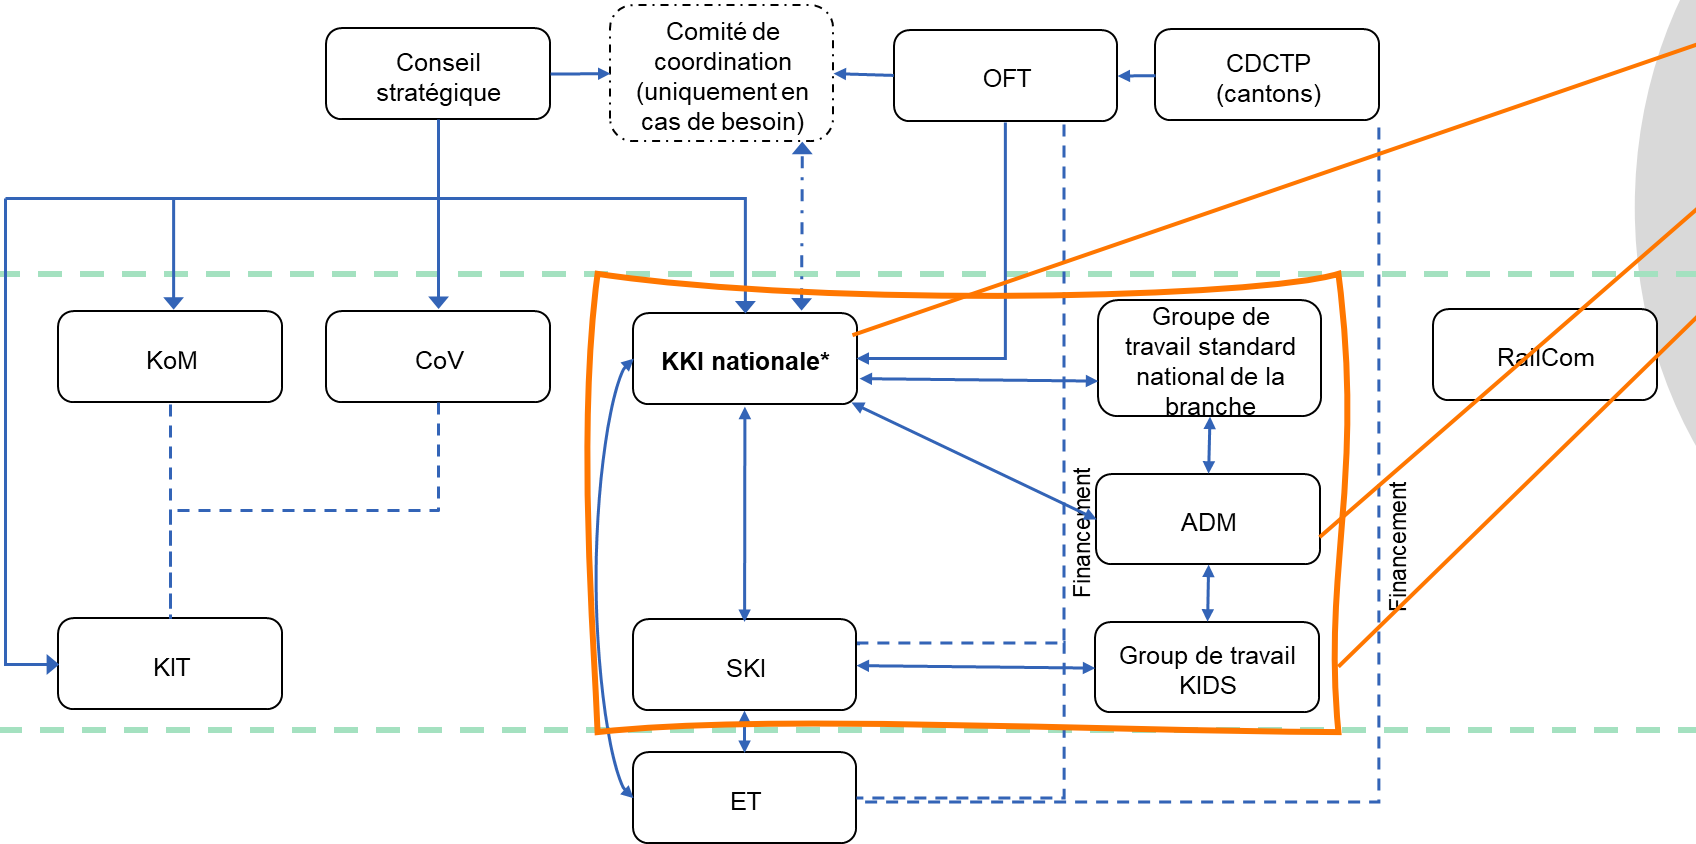 Conseil
stratégique
Comité de
coordination
(uniquement en
cas de besoin)
OFT
CDCTP
(cantons)
KoM
CoV
KKI nationale*
Groupe de
travail standard
national de la
branche
RailCom
Financement
ADM
Financement
KIT
SKI
Group de travail
KIDS
ET